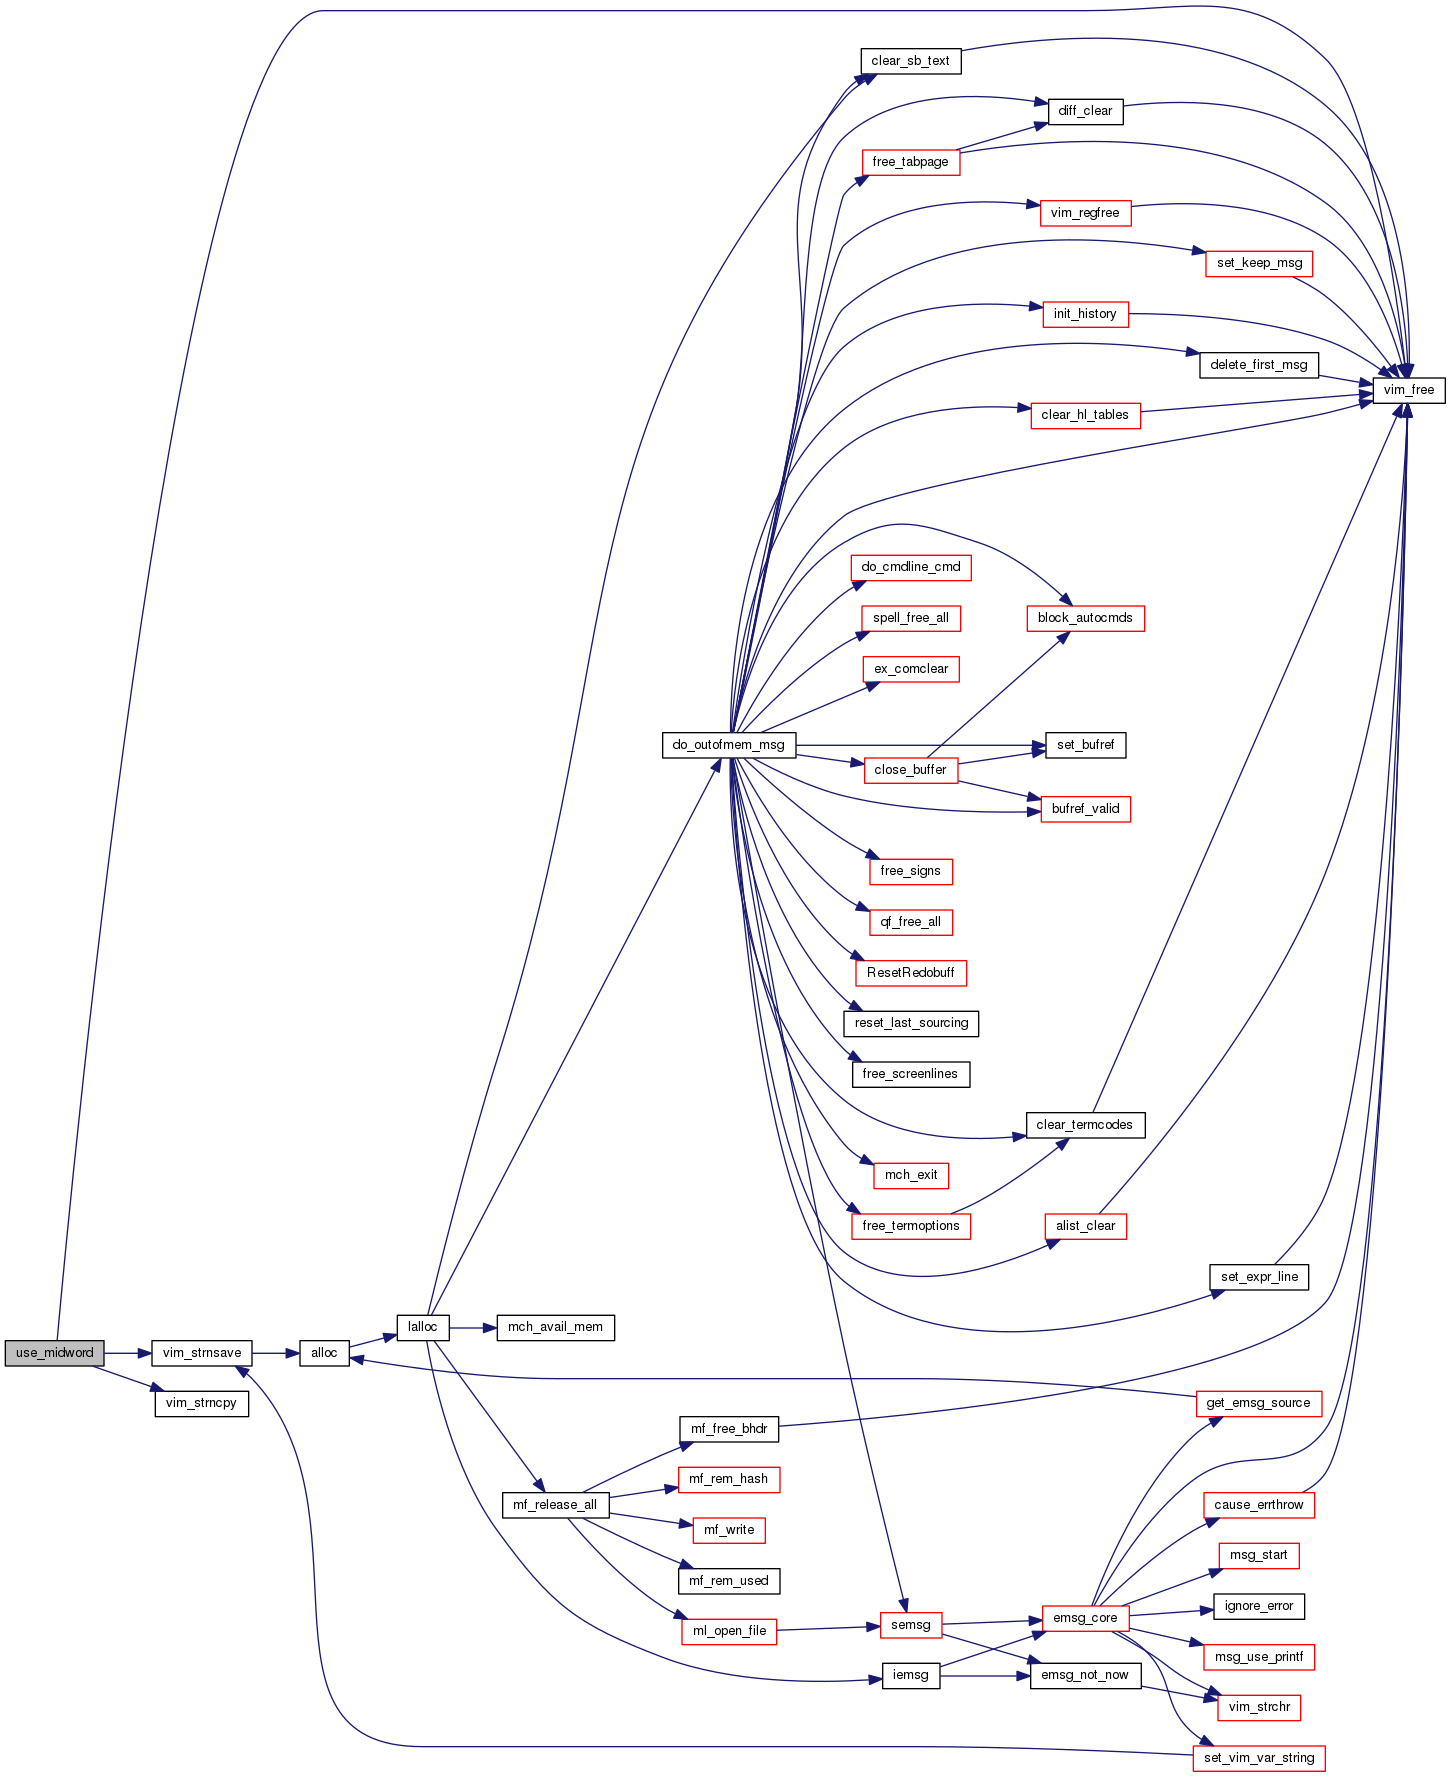 clear_sb_text
diff_clear
free_tabpage
vim_regfree
set_keep_msg
init_history
delete_first_msg
vim_free
clear_hl_tables
do_cmdline_cmd
spell_free_all
block_autocmds
ex_comclear
do_outofmem_msg
set_bufref
close_buffer
bufref_valid
free_signs
qf_free_all
ResetRedobuff
reset_last_sourcing
free_screenlines
clear_termcodes
mch_exit
free_termoptions
alist_clear
set_expr_line
lalloc
mch_avail_mem
use_midword
vim_strnsave
alloc
vim_strncpy
get_emsg_source
mf_free_bhdr
mf_rem_hash
mf_release_all
cause_errthrow
mf_write
msg_start
mf_rem_used
ignore_error
ml_open_file
semsg
emsg_core
msg_use_printf
iemsg
emsg_not_now
vim_strchr
set_vim_var_string